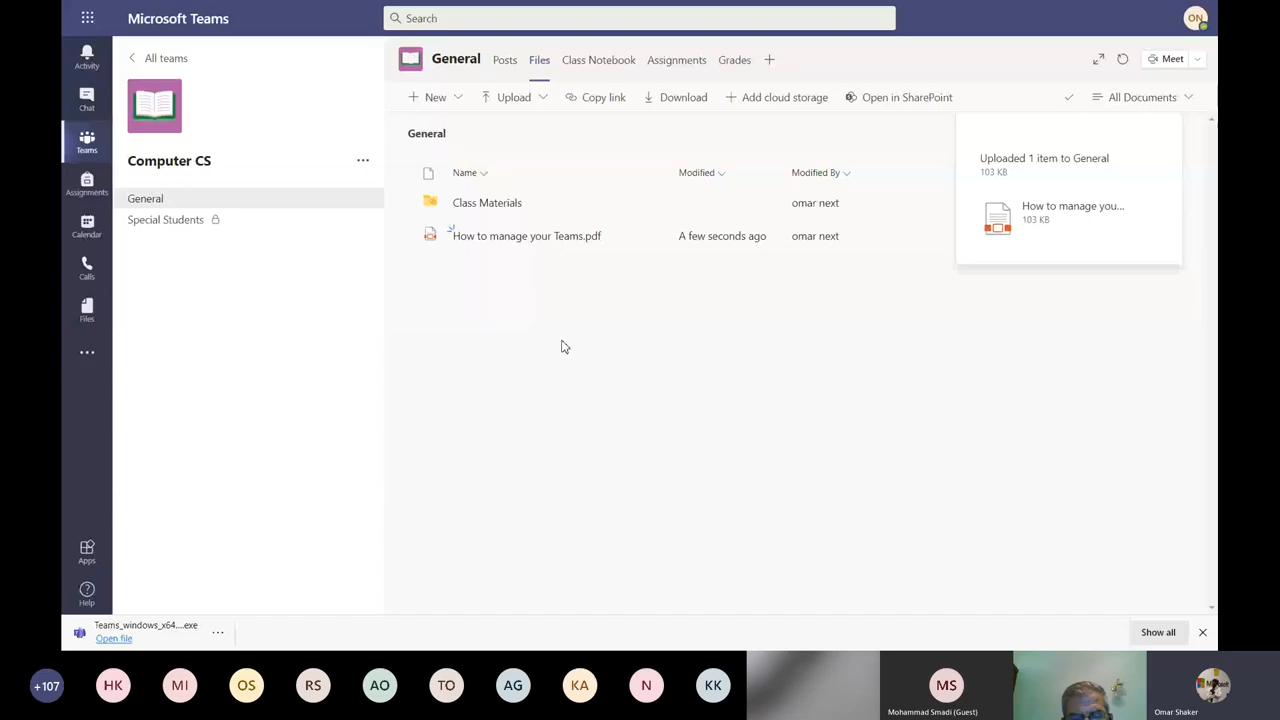 Microsoft Teams
Search
ON
Activity
Chat
Teams
Assignments
Calendar
Calls
Files
Apps
Help
All teams
Computer CS
General
Special Students
General
Posts
Files
Class Notebook
Assignments
Grades
Meet
New
Upload
Copy link
Download
Add cloud storage
Open in SharePoint
All Documents
General
Name
Modified
Modified By
Class Materials
omar next
How to manage your Teams.pdf
A few seconds ago
omar next
Uploaded 1 item to General
103 KB
How to manage you...
103 KB
Teams_windows_x64....exe
Open file
Show all
+107
HK
MI
OS
RS
AO
TO
AG
KA
N
KK
MS
Mohammad Smadi (Guest)
Omar Shaker